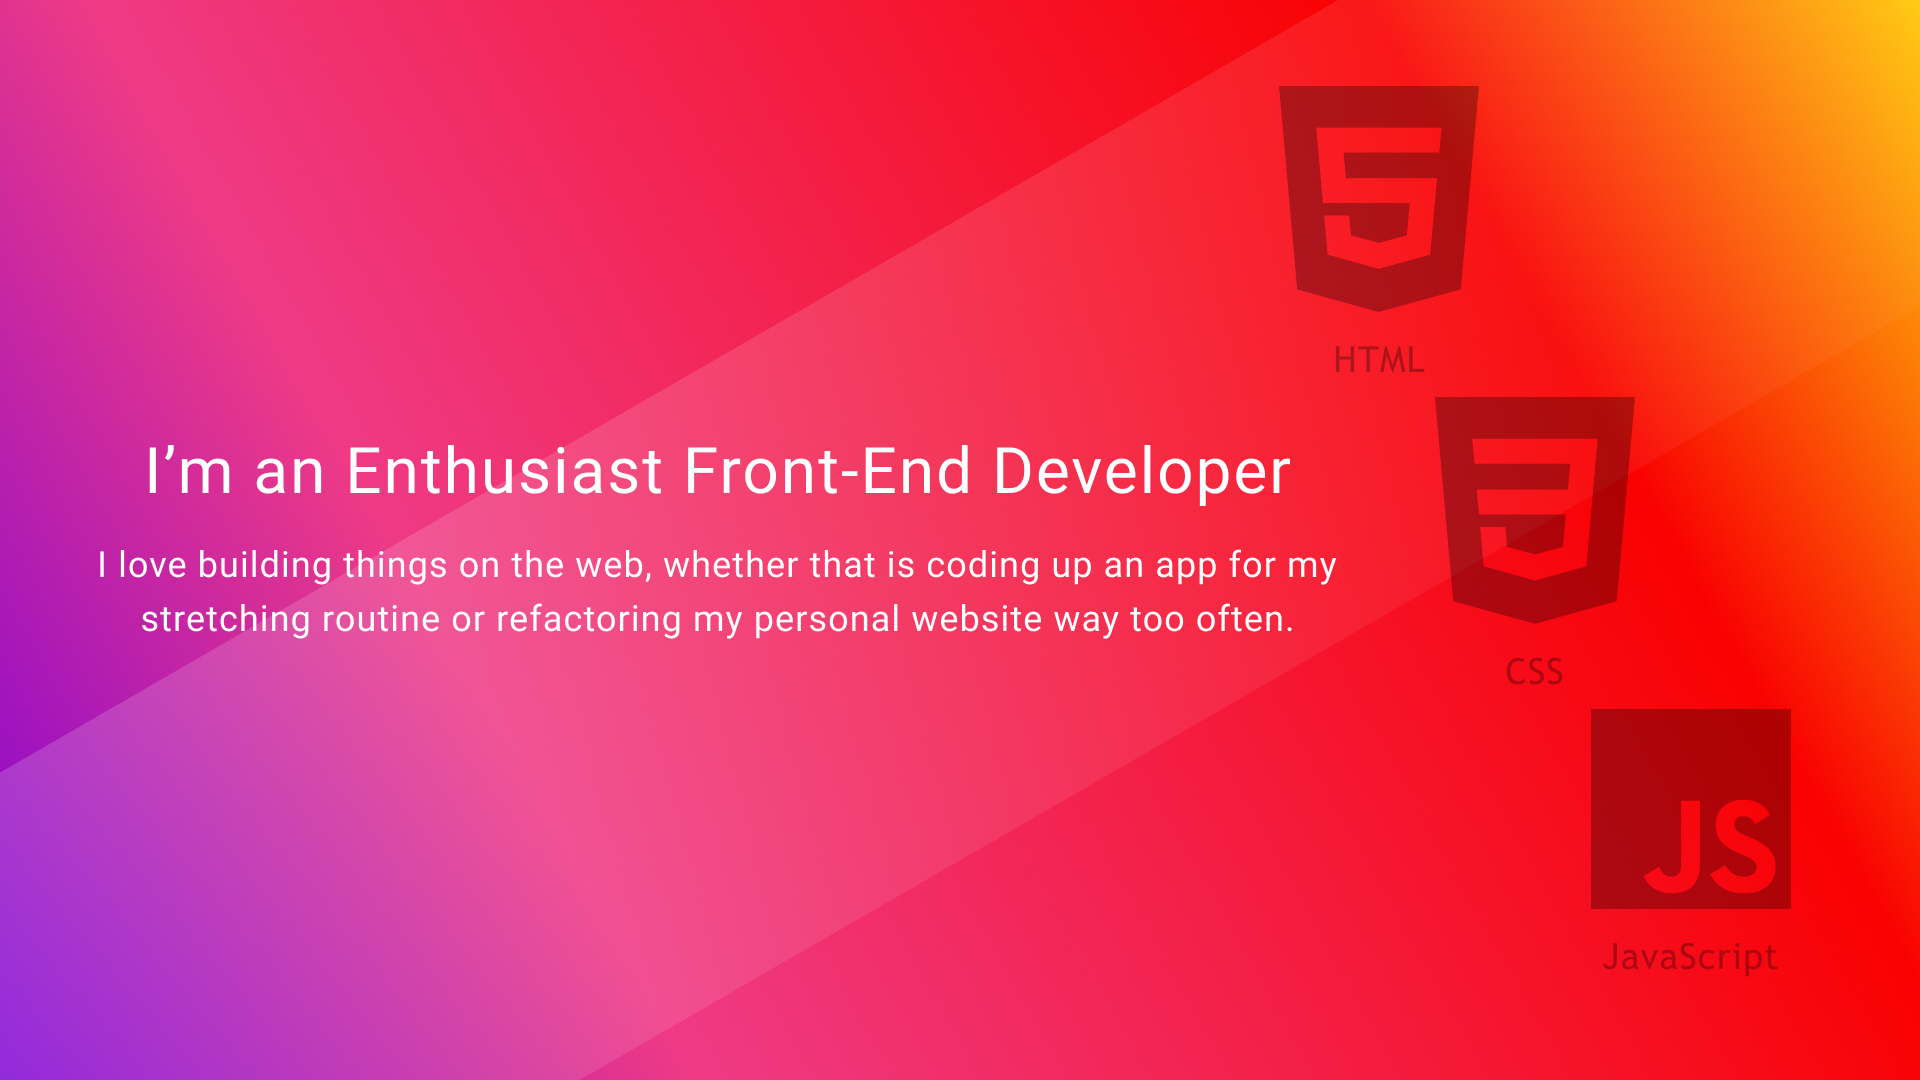 HTML
I’m an Enthusiast Front-End Developer
I love building things on the web, whether that is coding up an app for my
stretching routine or refactoring my personal website way too often.
CSS
JS
JavaScript